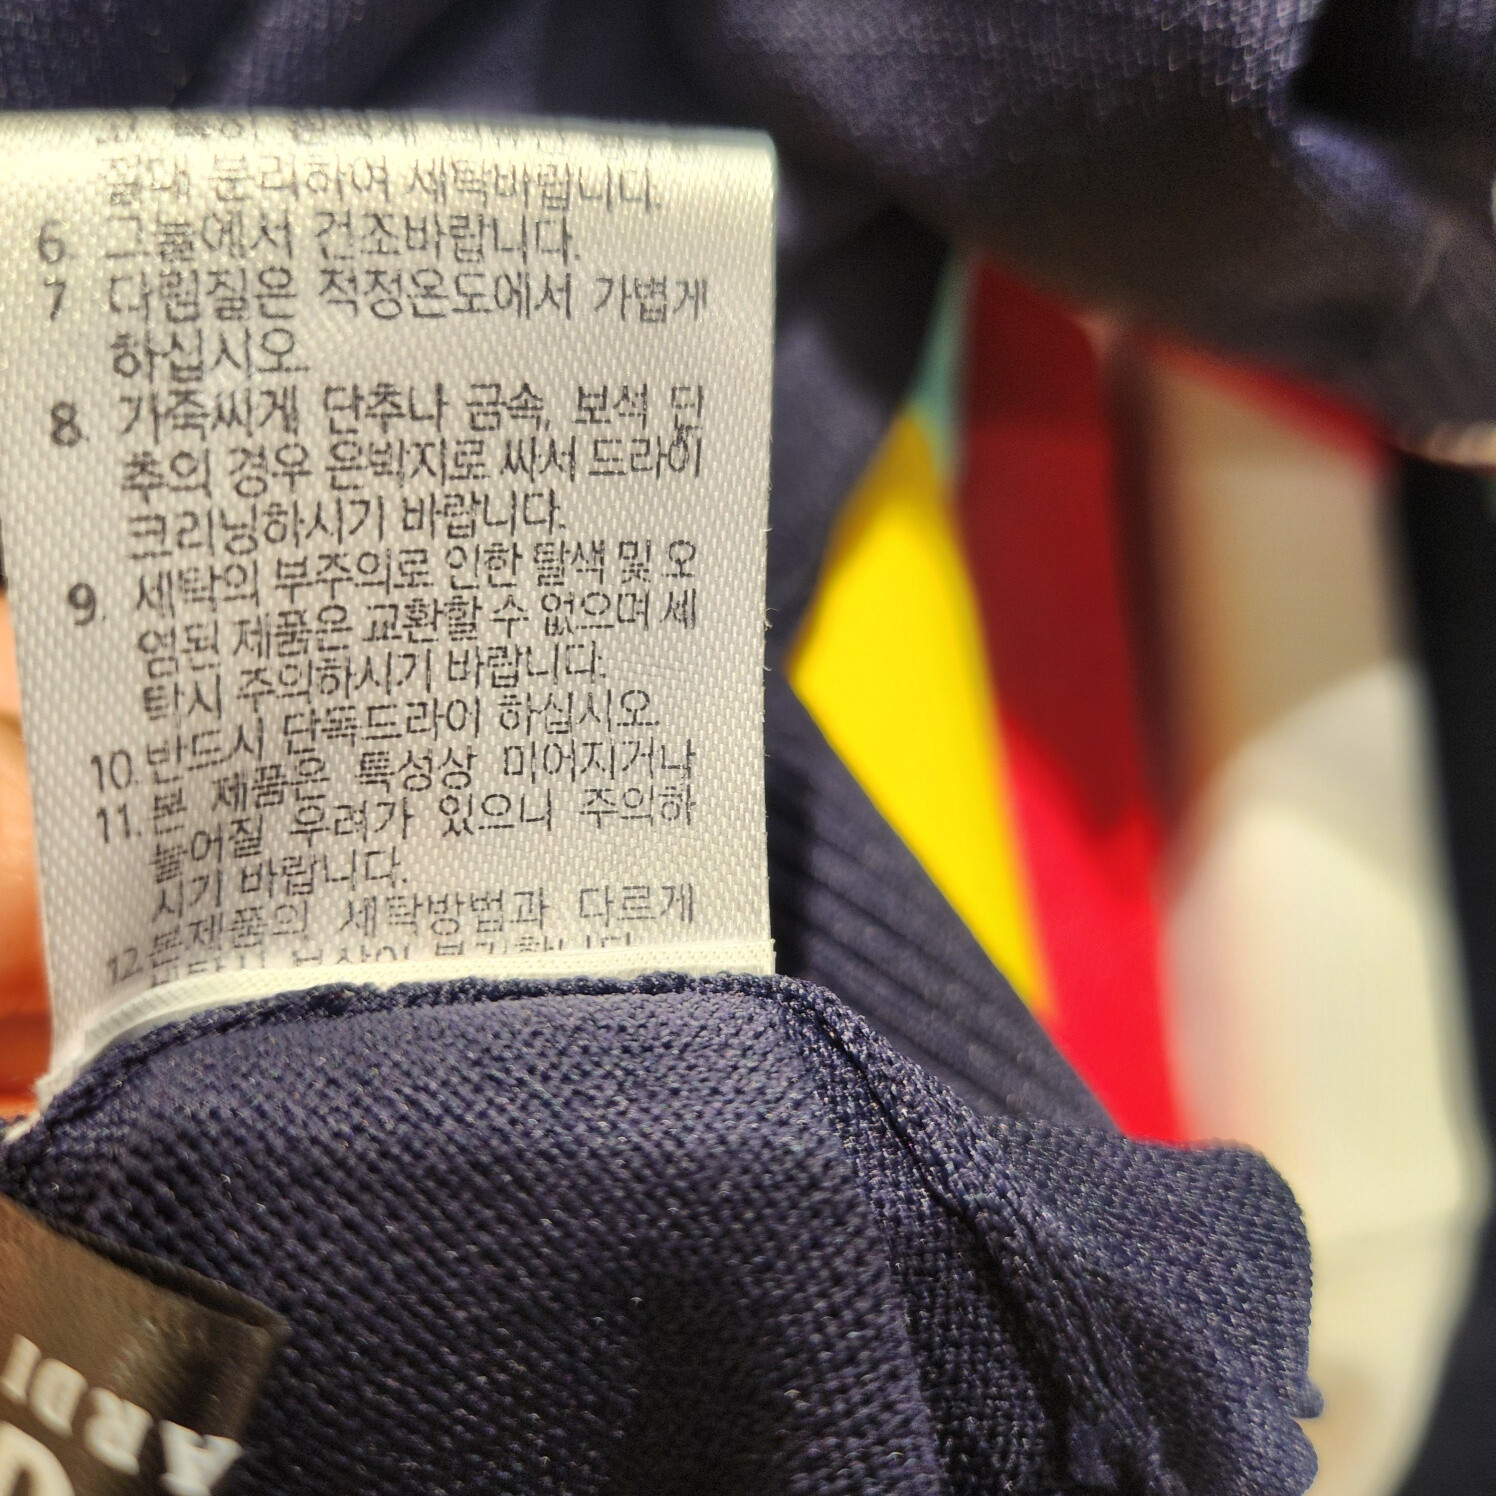 절대 분리하여 세탁바랍니다.
6. 그늘에서 건조바랍니다.
7 다림질은 적정온도에서 가볍게
하십시오.
8. 가죽싸게 단추나 금속, 보석 단
추의 경우 은박지로 싸서 드라이
크리닝하시기 바랍니다.
9. 세탁의 부주의로 인한 탈색 및 오
염된 제품은 교환할 수 없으며 세
탁시 주의하시기 바랍니다.
10. 반드시 단독드라이 하십시오.
11. 본 제품은 특성상 미어지거나
늘어질 우려가 있으니 주의하
시기 바랍니다.
12. 본제품의 세탁방법과 다르게
ARDI